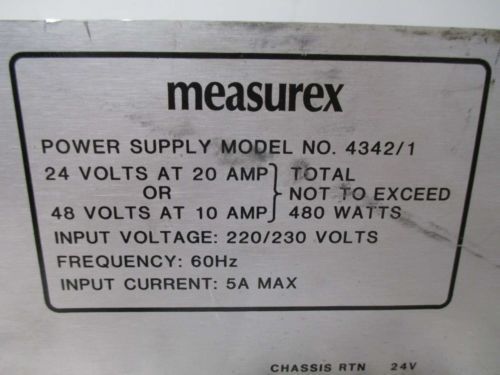 measurex
POWER SUPPLY MODEL NO. 4342/1
24 VOLTS AT 20 AMP TOTAL
OR NOT TO EXCEED
48 VOLTS AT 10 AMP 480 WATTS
INPUT VOLTAGE: 220/230 VOLTS
FREQUENCY: 60Hz
INPUT CURRENT: 5A MAX
CHASSIS RTN 24V